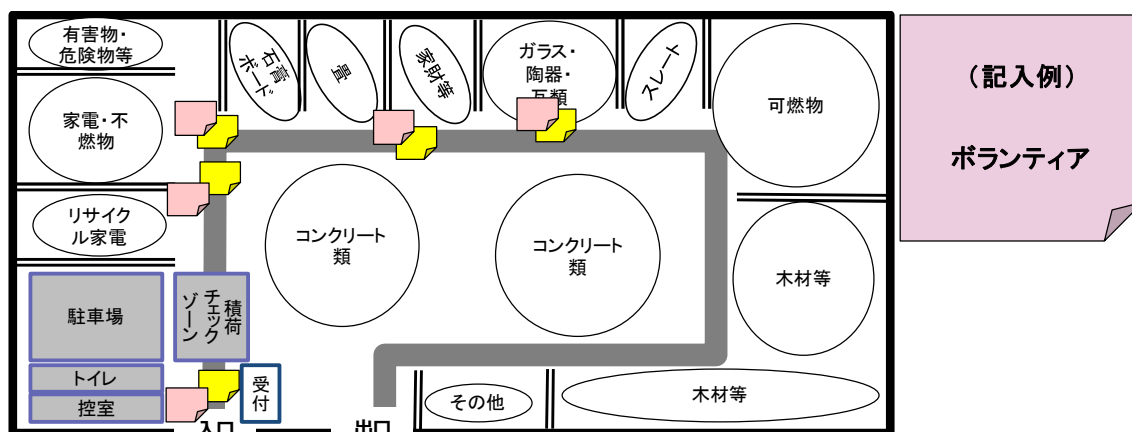 有害物・
危険物等
石膏
ボード
畳
家財等
ガラス・
陶器・
瓦類
スレート
可燃物
家電・不
燃物
リサイク
ル家電
コンクリート
類
コンクリート
類
木材等
駐車場
積荷
チェック
ゾーン
トイレ
控室
受付
その他
木材等
入口
出口
（記入例）
ボランティア